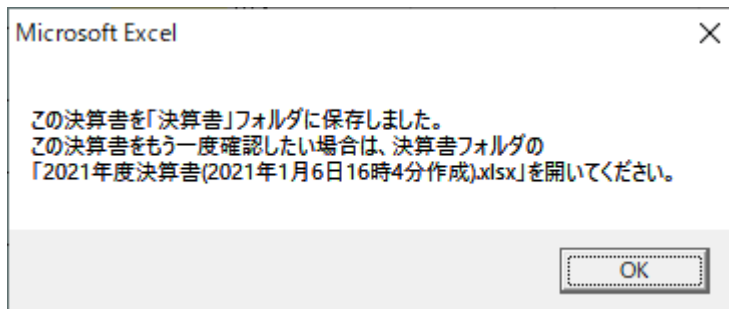 Microsoft Excel
この決算書を「決算書」フォルダに保存しました。
この決算書をもう一度確認したい場合は、決算書フォルダの
「2021年度決算書(2021年1月6日16時4分作成).xlsx」を開いてください。
OK